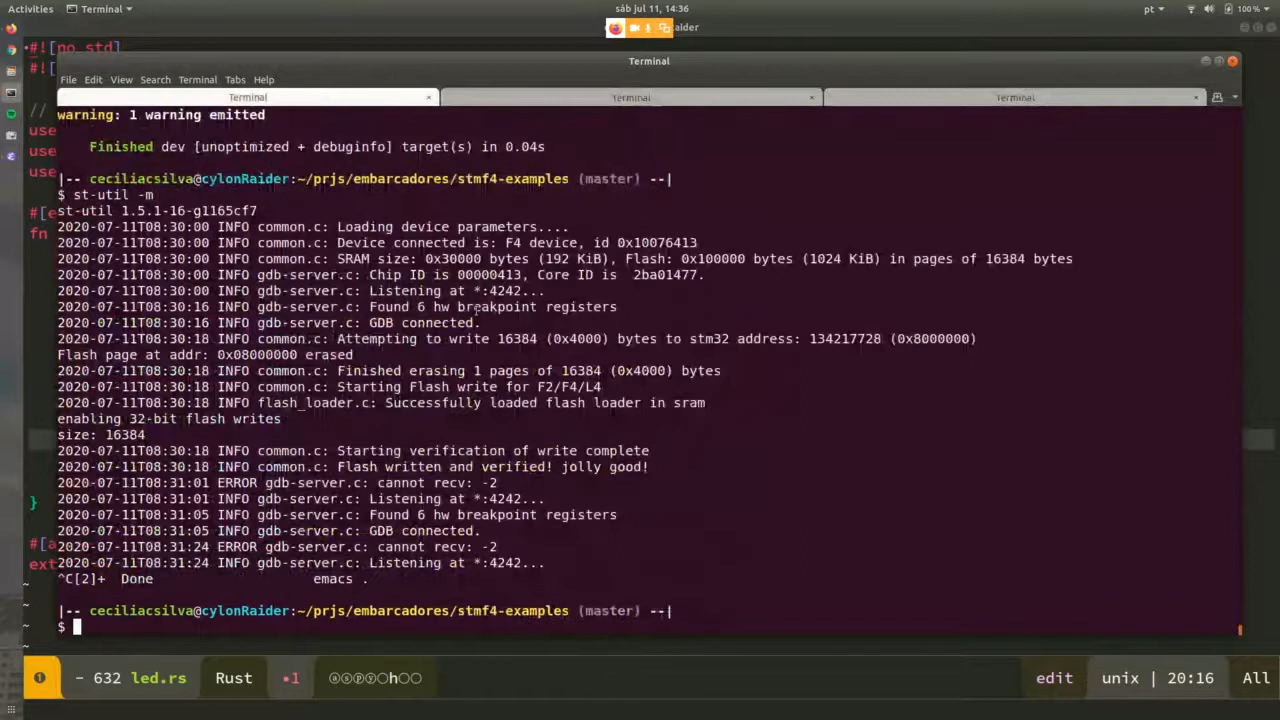 Activities Terminal sáb jul 11, 14:36 pt 100 %
aider
#![no_std]
#![
Terminal
File Edit View Search Terminal Tabs Help
Terminal × Terminal × Terminal ×
//
use
use
use
#[e
fn
}
#[a
ext
~
~
~
~
warning: 1 warning emitted
Finished dev [unoptimized + debuginfo] target(s) in 0.04s
|-- ceciliacsilva@cylonRaider:~/prjs/embarcadores/stmf4-examples (master) --|
$ st-util -m
st-util 1.5.1-16-g1165cf7
2020-07-11T08:30:00 INFO common.c: Loading device parameters....
2020-07-11T08:30:00 INFO common.c: Device connected is: F4 device, id 0x10076413
2020-07-11T08:30:00 INFO common.c: SRAM size: 0x30000 bytes (192 KiB), Flash: 0x100000 bytes (1024 KiB) in pages of 16384 bytes
2020-07-11T08:30:00 INFO gdb-server.c: Chip ID is 00000413, Core ID is 2ba01477.
2020-07-11T08:30:00 INFO gdb-server.c: Listening at *:4242...
2020-07-11T08:30:16 INFO gdb-server.c: Found 6 hw breakpoint registers
2020-07-11T08:30:16 INFO gdb-server.c: GDB connected.
2020-07-11T08:30:18 INFO common.c: Attempting to write 16384 (0x4000) bytes to stm32 address: 134217728 (0x8000000)
Flash page at addr: 0x08000000 erased
2020-07-11T08:30:18 INFO common.c: Finished erasing 1 pages of 16384 (0x4000) bytes
2020-07-11T08:30:18 INFO common.c: Starting Flash write for F2/F4/L4
2020-07-11T08:30:18 INFO flash_loader.c: Successfully loaded flash loader in sram
enabling 32-bit flash writes
size: 16384
2020-07-11T08:30:18 INFO common.c: Starting verification of write complete
2020-07-11T08:30:18 INFO common.c: Flash written and verified! jolly good!
2020-07-11T08:31:01 ERROR gdb-server.c: cannot recv: -2
2020-07-11T08:31:01 INFO gdb-server.c: Listening at *:4242...
2020-07-11T08:31:05 INFO gdb-server.c: Found 6 hw breakpoint registers
2020-07-11T08:31:05 INFO gdb-server.c: GDB connected.
2020-07-11T08:31:24 ERROR gdb-server.c: cannot recv: -2
2020-07-11T08:31:24 INFO gdb-server.c: Listening at *:4242...
^C[2]+ Done emacs .
|-- ceciliacsilva@cylonRaider:~/prjs/embarcadores/stmf4-examples (master) --|
$
❶ - 632 led.rs Rust •1 ⓐⓢⓟⓨ○h○○ edit unix | 20:16 All